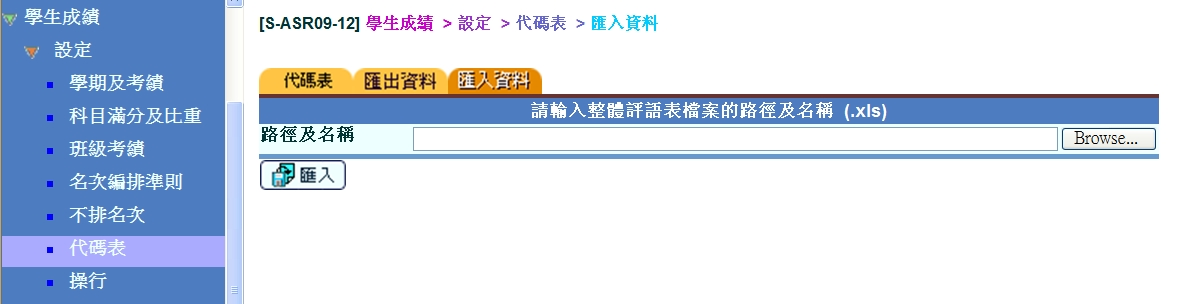 學生成績
設定
學期及考績
科目滿分及比重
班級考績
名次編排準則
不排名次
代碼表
操行
[S-ASR09-12] 學生成績 > 設定 > 代碼表 > 匯入資料
代碼表 匯出資料 匯入資料
請輸入整體評語表檔案的路徑及名稱 (.xls)
路徑及名稱 Browse...
匯入